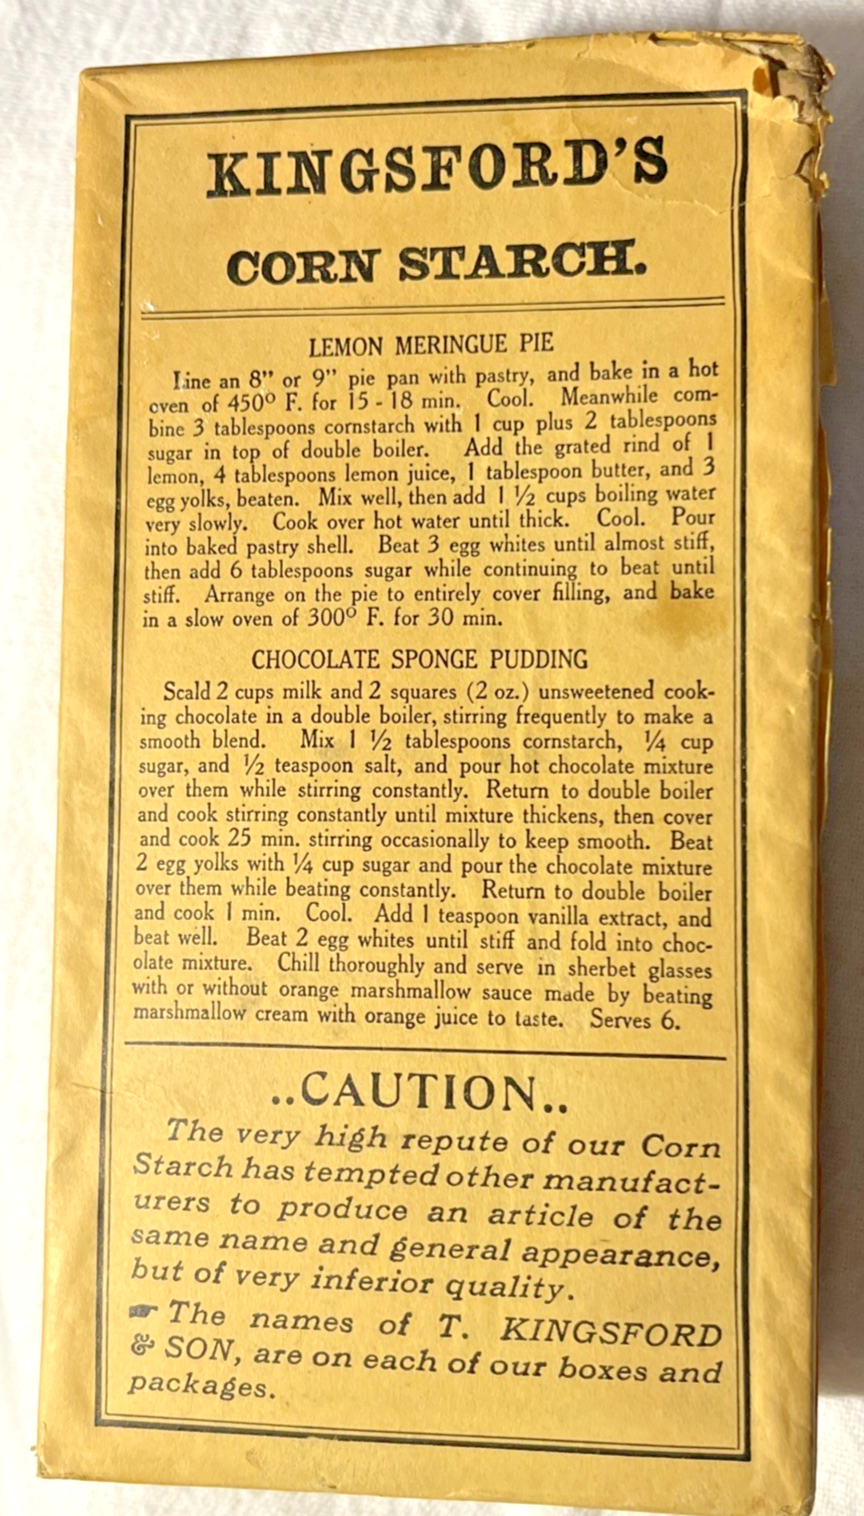 KINGSFORD'S
CORN STARCH.
LEMON MERINGUE PIE
Line an 8" or 9" pie pan with pastry, and bake in a hot
oven of 450° F. for 15 - 18 min. Cool. Meanwhile com-
bine 3 tablespoons cornstarch with 1 cup plus 2 tablespoons
sugar in top of double boiler. Add the grated rind of 1
lemon, 4 tablespoons lemon juice, 1 tablespoon butter, and 3
egg yolks, beaten. Mix well, then add 1 ½ cups boiling water
very slowly. Cook over hot water until thick. Cool. Pour
into baked pastry shell. Beat 3 egg whites until almost stiff,
then add 6 tablespoons sugar while continuing to beat until
stiff. Arrange on the pie to entirely cover filling, and bake
in a slow oven of 300° F. for 30 min.
CHOCOLATE SPONGE PUDDING
Scald 2 cups milk and 2 squares (2 oz.) unsweetened cook-
ing chocolate in a double boiler, stirring frequently to make a
smooth blend. Mix 1 ½ tablespoons cornstarch, ¼ cup
sugar, and ½ teaspoon salt, and pour hot chocolate mixture
over them while stirring constantly. Return to double boiler
and cook stirring constantly until mixture thickens, then cover
and cook 25 min. stirring occasionally to keep smooth. Beat
2 egg yolks with ¼ cup sugar and pour the chocolate mixture
over them while beating constantly. Return to double boiler
and cook 1 min. Cool. Add 1 teaspoon vanilla extract, and
beat well. Beat 2 egg whites until stiff and fold into choc-
olate mixture. Chill thoroughly and serve in sherbet glasses
with or without orange marshmallow sauce made by beating
marshmallow cream with orange juice to taste. Serves 6.
..CAUTION..
The very high repute of our Corn
Starch has tempted other manufact-
urers to produce an article of the
same name and general appearance,
but of very inferior quality.
☛ The names of T. KINGSFORD
& SON, are on each of our boxes and
packages.